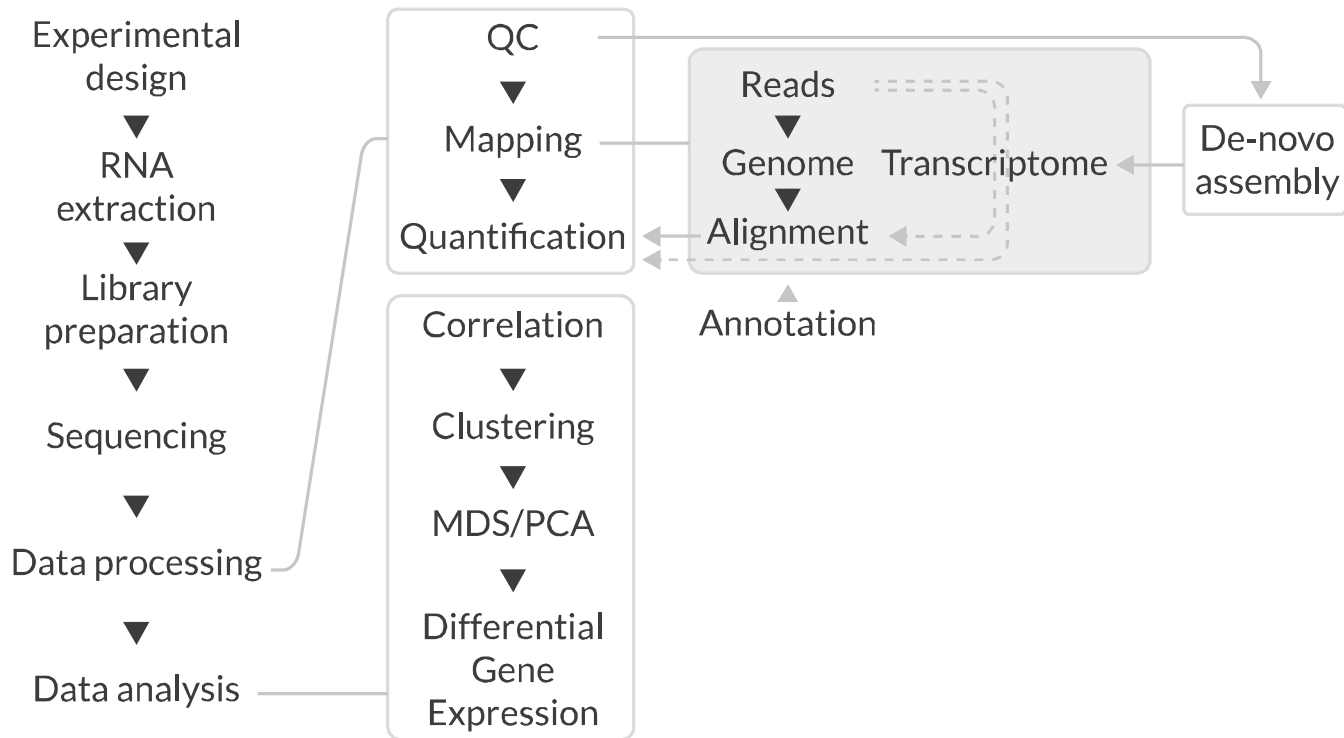 Experimental
design
RNA
extraction
Library
preparation
Sequencing
Data processing
Data analysis
QC
Mapping
Quantification
Correlation
Clustering
MDS/PCA
Differential
Gene
Expression
Reads
Genome
Transcriptome
Alignment
Annotation
De-novo
assembly